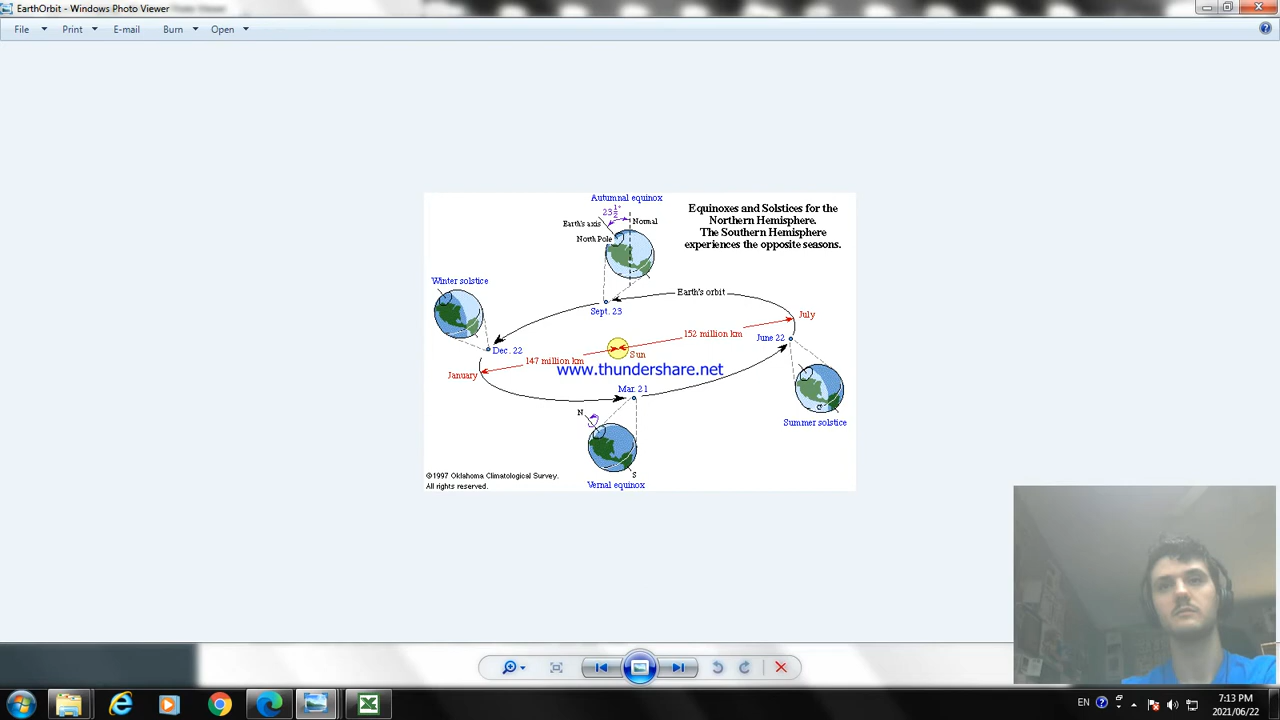 EarthOrbit - Windows Photo Viewer
File Print E-mail Burn Open
Autumnal equinox
23½°
Earth's axis
Normal
North Pole
Equinoxes and Solstices for the
Northern Hemisphere.
The Southern Hemisphere
experiences the opposite seasons.
Winter solstice
Earth's orbit
Sept. 23
July
152 million km
June 22
Dec. 22
Sun
147 million km
January
www.thundershare.net
Mar. 21
N
Summer solstice
S
Vernal equinox
©1997 Oklahoma Climatological Survey.
All rights reserved.
EN
7:13 PM
2021/06/22